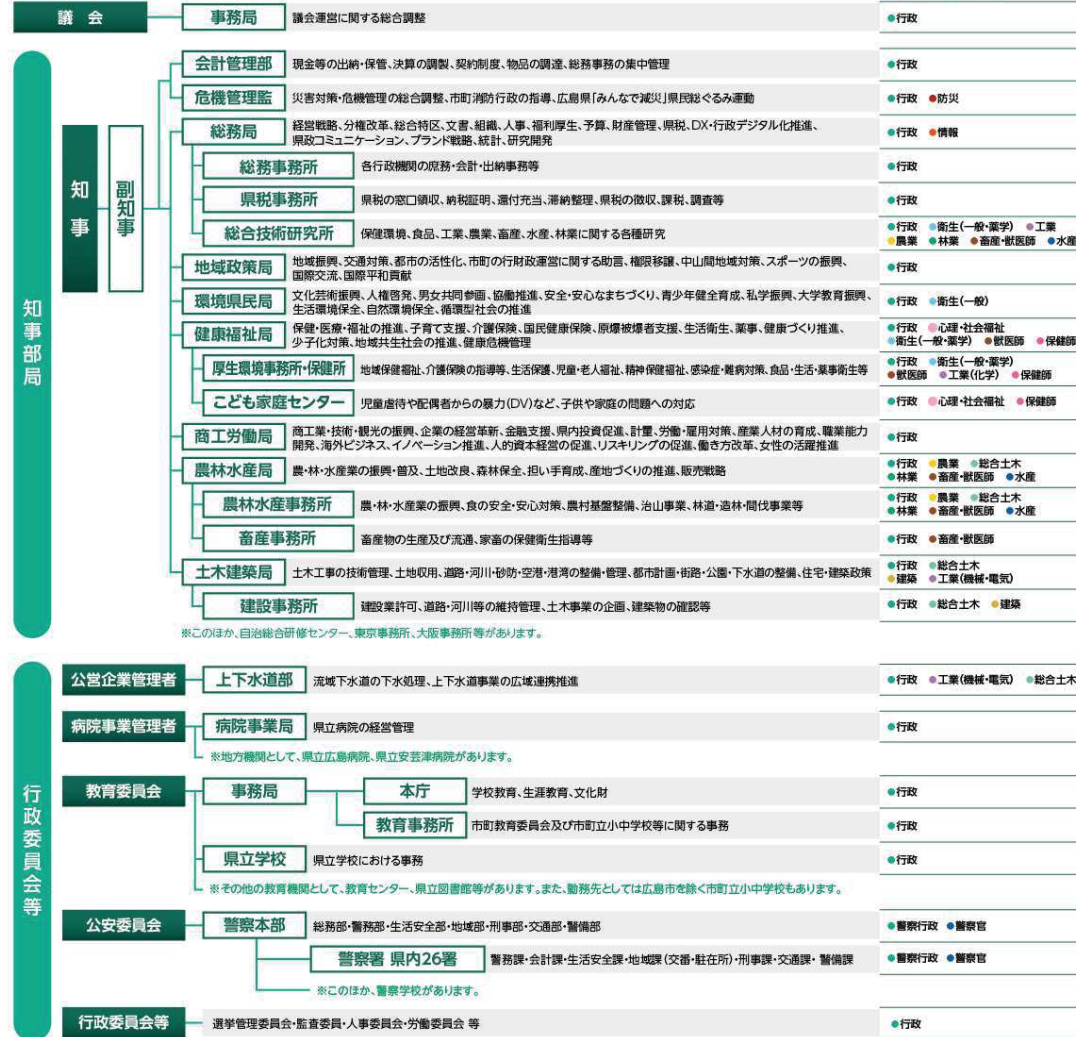 議会
事務局
議会運営に関する総合調整
●行政
知事部局
知事
副知事
会計管理部
現金等の出納・保管、決算の調製、契約制度、物品の調達、総務事務の集中管理
●行政
危機管理監
災害対策・危機管理の総合調整、市町消防行政の指導、広島県「みんなで減災」県民総ぐるみ運動
●行政 ●防災
総務局
経営戦略、分権改革、総合特区、文書、組織、人事、福利厚生、予算、財産管理、県税、DX・行政デジタル化推進、
県政コミュニケーション、ブランド戦略、統計、研究開発
●行政 ●情報
総務事務所
各行政機関の庶務・会計・出納事務等
●行政
県税事務所
県税の窓口領収、納税証明、還付充当、滞納整理、県税の徴収、課税、調査等
●行政
総合技術研究所
保健環境、食品、工業、農業、畜産、水産、林業に関する各種研究
●行政 ●衛生(一般・薬学) ●工業
●農業 ●林業 ●畜産・獣医師 ●水産
地域政策局
地域振興、交通対策、都市の活性化、市町の行財政運営に関する助言、権限移譲、中山間地域対策、スポーツの振興、
国際交流、国際平和貢献
●行政
環境県民局
文化芸術振興、人権啓発、男女共同参画、協働推進、安全・安心なまちづくり、青少年健全育成、私学振興、大学教育振興、
生活環境保全、自然環境保全、循環型社会の推進
●行政 ●衛生(一般)
健康福祉局
保健・医療・福祉の推進、子育て支援、介護保険、国民健康保険、原爆被爆者支援、生活衛生、薬事、健康づくり推進、
少子化対策、地域共生社会の推進、健康危機管理
●行政 ●心理・社会福祉
●衛生(一般・薬学) ●獣医師 ●保健師
厚生環境事務所・保健所
地域保健福祉、介護保険の指導等、生活保護、児童・老人福祉、精神保健福祉、感染症・難病対策、食品・生活・薬事衛生等
●行政 ●衛生(一般・薬学)
●獣医師 ●工業(化学) ●保健師
こども家庭センター
児童虐待や配偶者からの暴力(DV)など、子供や家庭の問題への対応
●行政 ●心理・社会福祉 ●保健師
商工労働局
商工業・技術・観光の振興、企業の経営革新、金融支援、県内投資促進、計量、労働・雇用対策、産業人材の育成、職業能力
開発、海外ビジネス、イノベーション推進、人的資本経営の促進、リスキリングの促進、働き方改革、女性の活躍推進
●行政
農林水産局
農・林・水産業の振興・普及、土地改良、森林保全、担い手育成、産地づくりの推進、販売戦略
●行政 ●農業 ●総合土木
●林業 ●畜産・獣医師 ●水産
農林水産事務所
農・林・水産業の振興、食の安全・安心対策、農村基盤整備、治山事業、林道・造林・間伐事業等
●行政 ●農業 ●総合土木
●林業 ●畜産・獣医師 ●水産
畜産事務所
畜産物の生産及び流通、家畜の保健衛生指導等
●行政 ●畜産・獣医師
土木建築局
土木工事の技術管理、土地収用、道路・河川・砂防・空港・港湾の整備・管理、都市計画・街路・公園・下水道の整備、住宅・建築政策
●行政 ●総合土木
●建築 ●工業(機械・電気)
建設事務所
建設業許可、道路・河川等の維持管理、土木事業の企画、建築物の確認等
●行政 ●総合土木 ●建築
※このほか、自治総合研修センター、東京事務所、大阪事務所等があります。
行政委員会等
公営企業管理者
上下水道部
流域下水道の下水処理、上下水道事業の広域連携推進
●行政 ●工業(機械・電気) ●総合土木
病院事業管理者
病院事業局
県立病院の経営管理
●行政
※地方機関として、県立広島病院、県立安芸津病院があります。
教育委員会
事務局
本庁
学校教育、生涯教育、文化財
●行政
教育事務所
市町教育委員会及び市町立小中学校等に関する事務
●行政
県立学校
県立学校における事務
●行政
※その他の教育機関として、教育センター、県立図書館等があります。また、勤務先としては広島市を除く市町立小中学校もあります。
公安委員会
警察本部
総務部・警務部・生活安全部・地域部・刑事部・交通部・警備部
●警察行政 ●警察官
警察署 県内26署
警務課・会計課・生活安全課・地域課(交番・駐在所)・刑事課・交通課・警備課
●警察行政 ●警察官
※このほか、警察学校があります。
行政委員会等
選挙管理委員会・監査委員・人事委員会・労働委員会 等
●行政